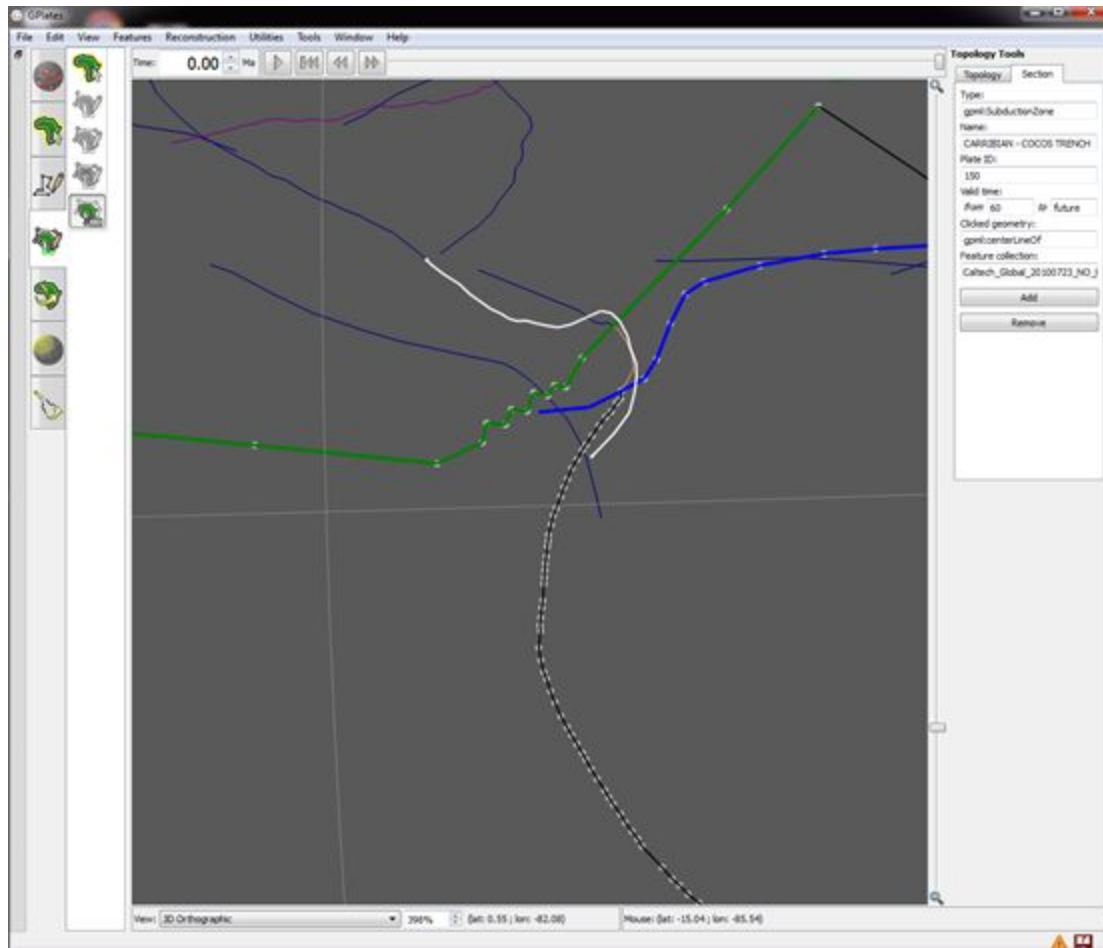 GPlates
File Edit View Features Reconstruction Utilities Tools Window Help
Time: 0.00 Ma
Topology Tools
Topology Section
Type:
gpml:SubductionZone
Name:
CARRIBIAN - COCOS TRENCH
Plate ID:
150
Valid time:
from 60 to future
Clicked geometry:
gpml:centerLineOf
Feature collection:
Caltech_Global_20100723_NO_
Add
Remove
View: 3D Orthographic 398% (lat: 0.55 ; lon: -82.08) Mouse: (lat: -15.04 ; lon: -85.54)